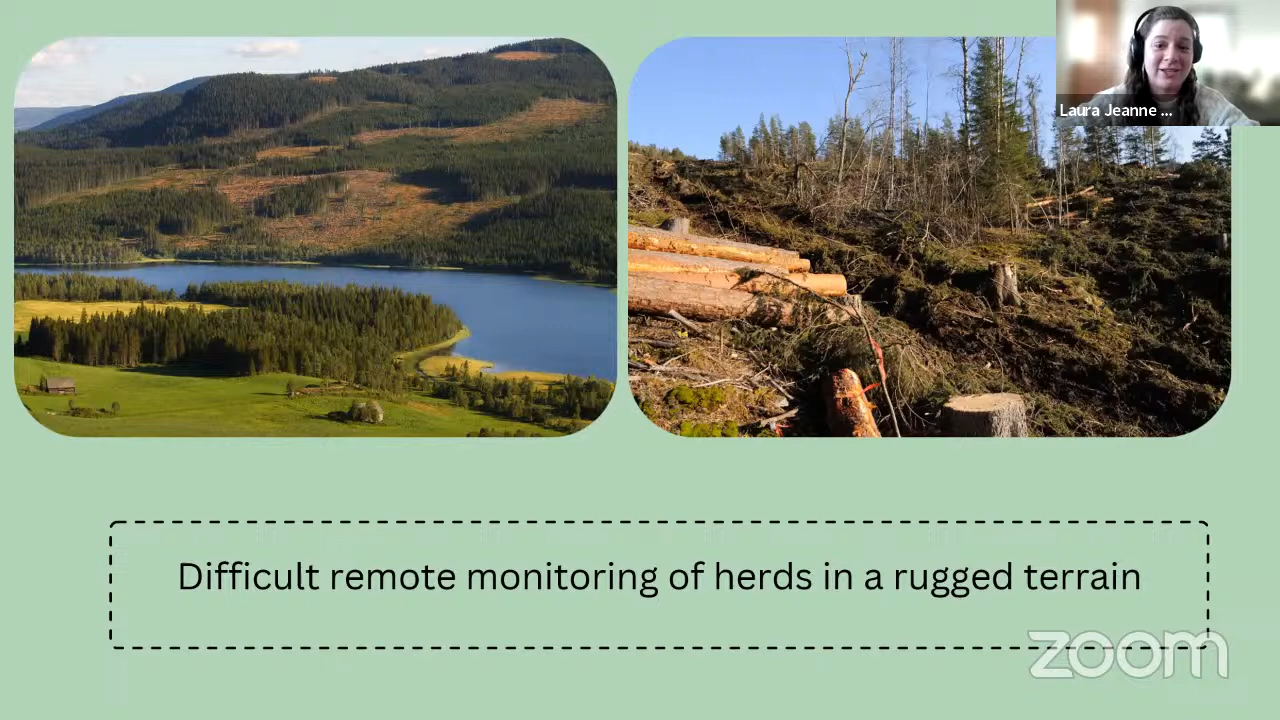 Laura Jeanne ...
Difficult remote monitoring of herds in a rugged terrain
zoom